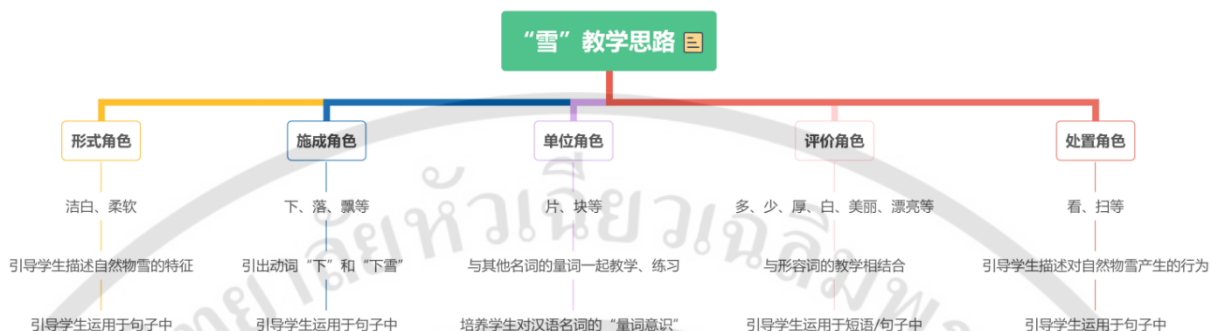 “雪”教学思路
形式角色 施成角色 单位角色 评价角色 处置角色
洁白、柔软 下、落、飘等 片、块等 多、少、厚、白、美丽、漂亮等 看、扫等
引导学生描述自然物雪的特征 引出动词“下”和“下雪” 与其他名词的量词一起教学、练习 与形容词的教学相结合 引导学生描述对自然物雪产生的行为
引导学生运用于句子中 引导学生运用于句子中 培养学生对汉语名词的“量词意识” 引导学生运用于短语/句子中 引导学生运用于句子中